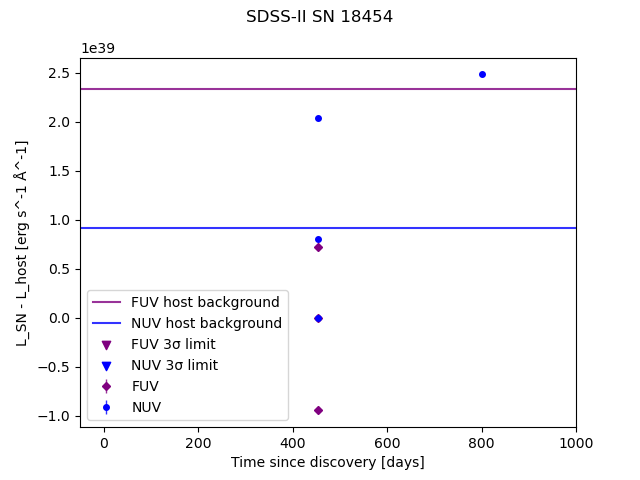 SDSS-II SN 18454
1e39
2.5
2.0
1.5
1.0
0.5
0.0
−0.5
−1.0
L_SN - L_host [erg s^-1 Å^-1]
FUV host background
NUV host background
FUV 3σ limit
NUV 3σ limit
FUV
NUV
0 200 400 600 800 1000
Time since discovery [days]